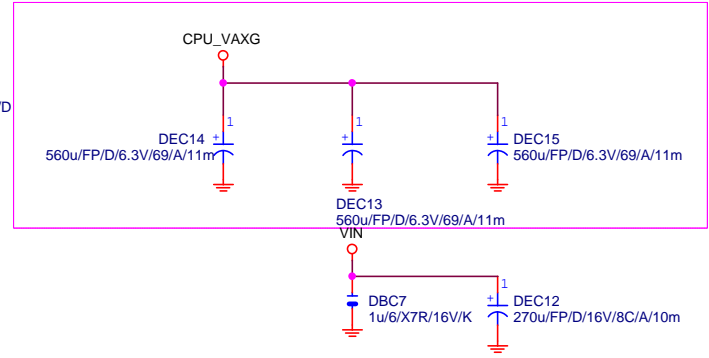 CPU_VAXG
/D
1
1
1
+
+
+
DEC14
560u/FP/D/6.3V/69/A/11m
DEC15
560u/FP/D/6.3V/69/A/11m
DEC13
560u/FP/D/6.3V/69/A/11m
VIN
1
+
DBC7
1u/6/X7R/16V/K
DEC12
270u/FP/D/16V/8C/A/10m